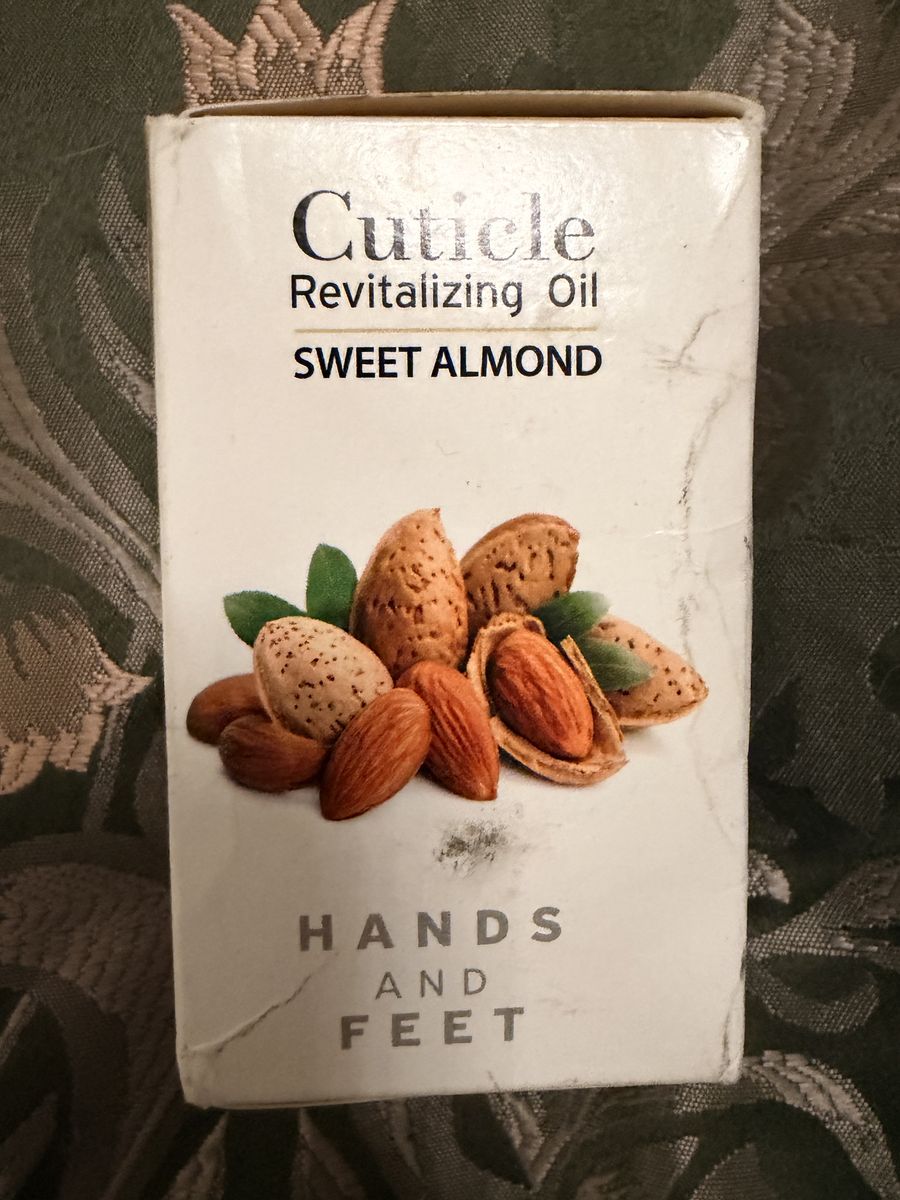 Cuticle
Revitalizing Oil
SWEET ALMOND
HANDS
AND
FEET